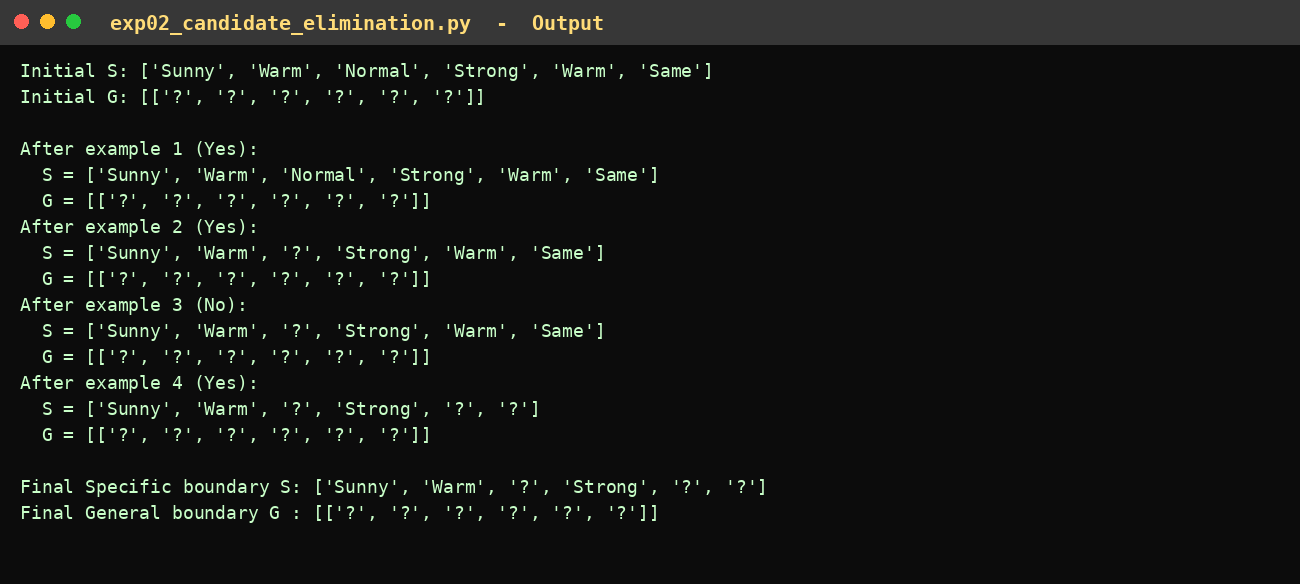 exp02_candidate_elimination.py  -  Output
Initial S: ['Sunny', 'Warm', 'Normal', 'Strong', 'Warm', 'Same']
Initial G: [['?', '?', '?', '?', '?', '?']]
After example 1 (Yes):
  S = ['Sunny', 'Warm', 'Normal', 'Strong', 'Warm', 'Same']
  G = [['?', '?', '?', '?', '?', '?']]
After example 2 (Yes):
  S = ['Sunny', 'Warm', '?', 'Strong', 'Warm', 'Same']
  G = [['?', '?', '?', '?', '?', '?']]
After example 3 (No):
  S = ['Sunny', 'Warm', '?', 'Strong', 'Warm', 'Same']
  G = [['?', '?', '?', '?', '?', '?']]
After example 4 (Yes):
  S = ['Sunny', 'Warm', '?', 'Strong', '?', '?']
  G = [['?', '?', '?', '?', '?', '?']]
Final Specific boundary S: ['Sunny', 'Warm', '?', 'Strong', '?', '?']
Final General boundary G : [['?', '?', '?', '?', '?', '?']]